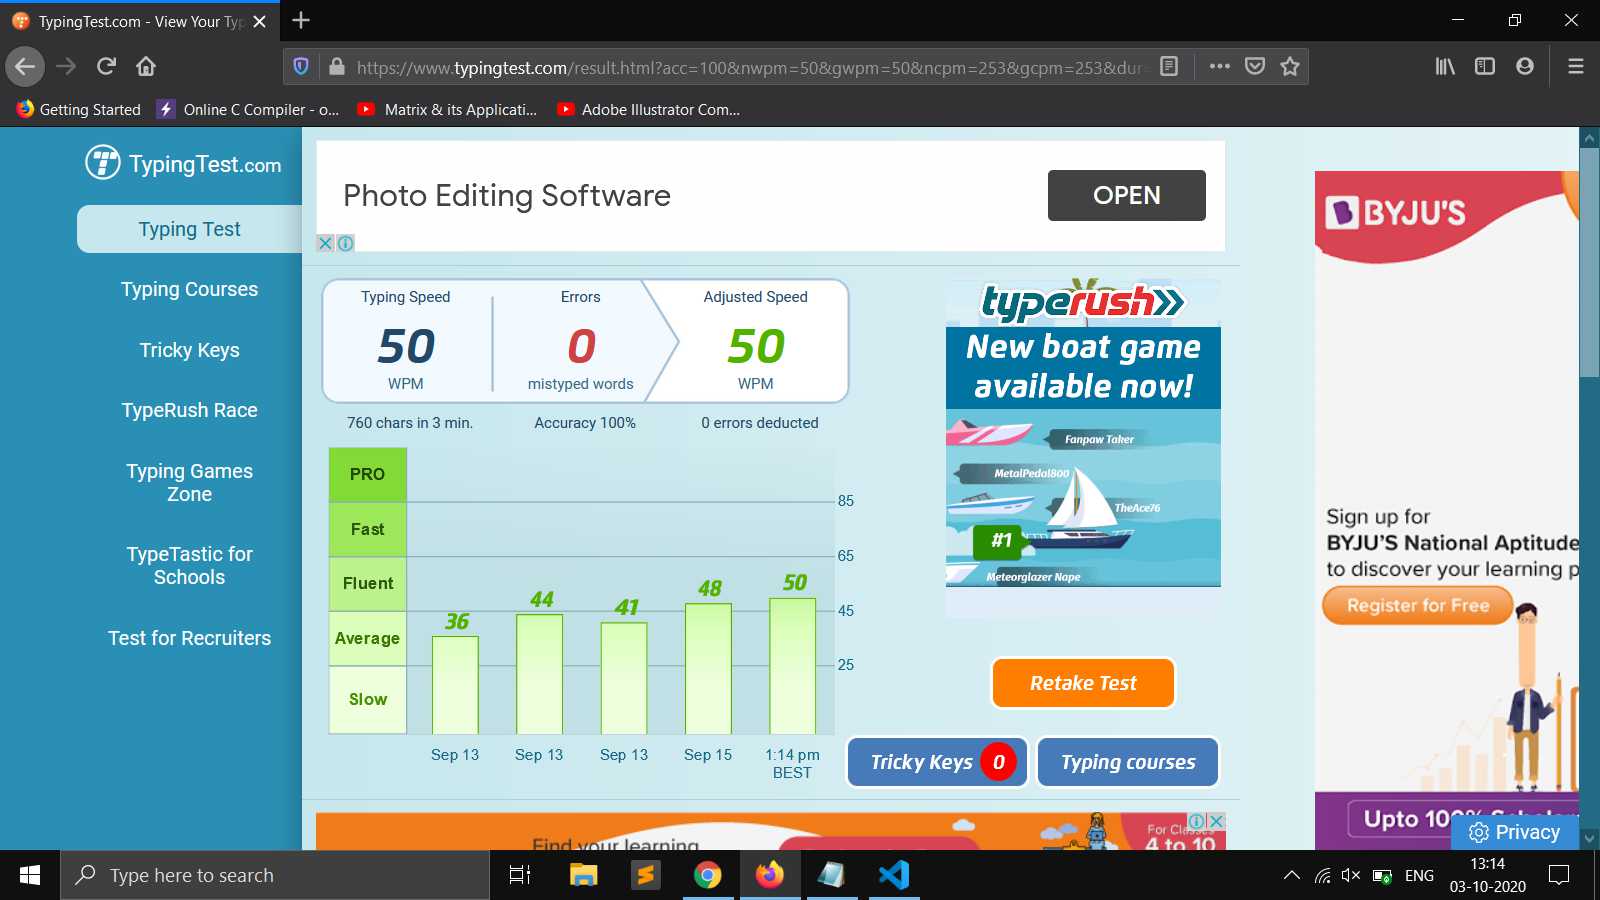 TypingTest.com - View Your Typ
https://www.typingtest.com/result.html?acc=100&nwpm=50&gwpm=50&ncpm=253&gcpm=253&dur=
Getting Started
Online C Compiler - o...
Matrix & its Applicati...
Adobe Illustrator Com...
TypingTest.com
Typing Test
Typing Courses
Tricky Keys
TypeRush Race
Typing Games
Zone
TypeTastic for
Schools
Test for Recruiters
Photo Editing Software
OPEN
Typing Speed
50
WPM
760 chars in 3 min.
Errors
0
mistyped words
Accuracy 100%
Adjusted Speed
50
WPM
0 errors deducted
PRO
Fast
Fluent
Average
Slow
85
65
45
25
36
44
41
48
50
Sep 13
Sep 13
Sep 13
Sep 15
1:14 pm
BEST
typerush
New boat game
available now!
Fanpaw Taker
MetalPedal800
TheAce76
#1
Meteorglazer Nape
Retake Test
Tricky Keys 0
Typing courses
BYJU'S
Sign up for
BYJU'S National Aptitude
to discover your learning p
Register for Free
Upto 100%
Privacy
Find your learning
For Classes
4 to 10
Type here to search
ENG
13:14
03-10-2020